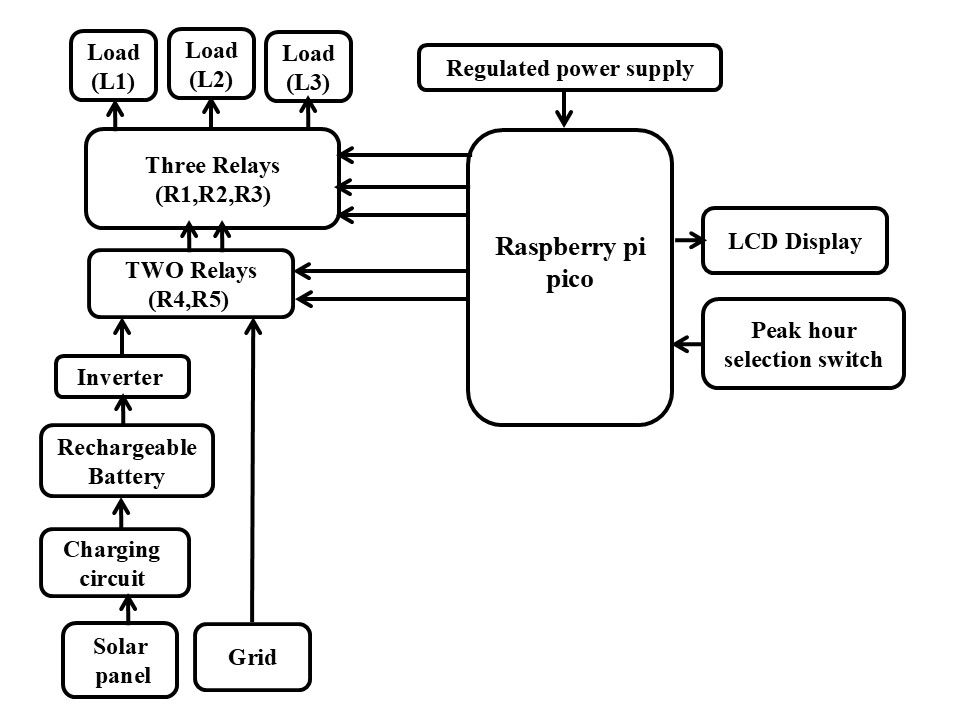 Load
(L1)
Load
(L2)
Load
(L3)
Regulated power supply
Three Relays
(R1,R2,R3)
TWO Relays
(R4,R5)
Raspberry pi
pico
LCD Display
Peak hour
selection switch
Inverter
Rechargeable
Battery
Charging
circuit
Solar
panel
Grid